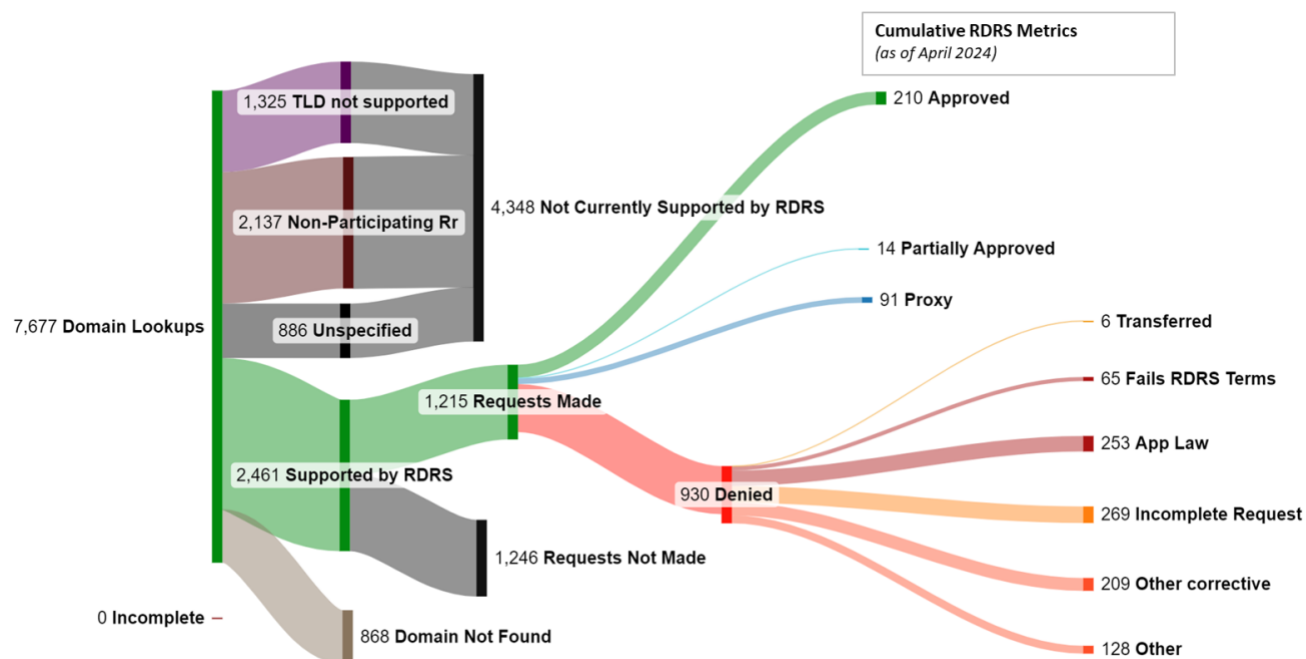 Cumulative RDRS Metrics
(as of April 2024)
1,325 TLD not supported
210 Approved
2,137 Non-Participating Rr
4,348 Not Currently Supported by RDRS
14 Partially Approved
91 Proxy
7,677 Domain Lookups
886 Unspecified
6 Transferred
65 Fails RDRS Terms
1,215 Requests Made
253 App Law
2,461 Supported by RDRS
930 Denied
269 Incomplete Request
1,246 Requests Not Made
209 Other corrective
0 Incomplete
868 Domain Not Found
128 Other